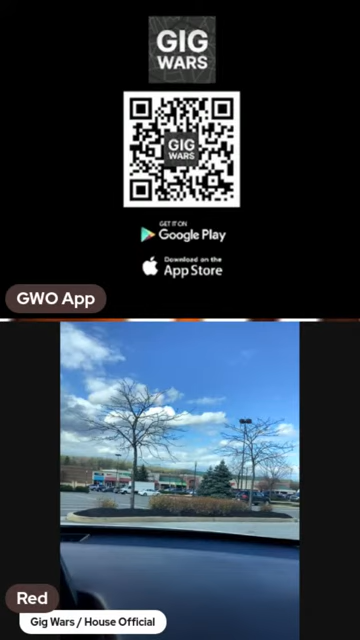 GIG
WARS
GIG
WARS
GET IT ON
Google Play
Download on the
App Store
GWO App
Red
Gig Wars / House Official